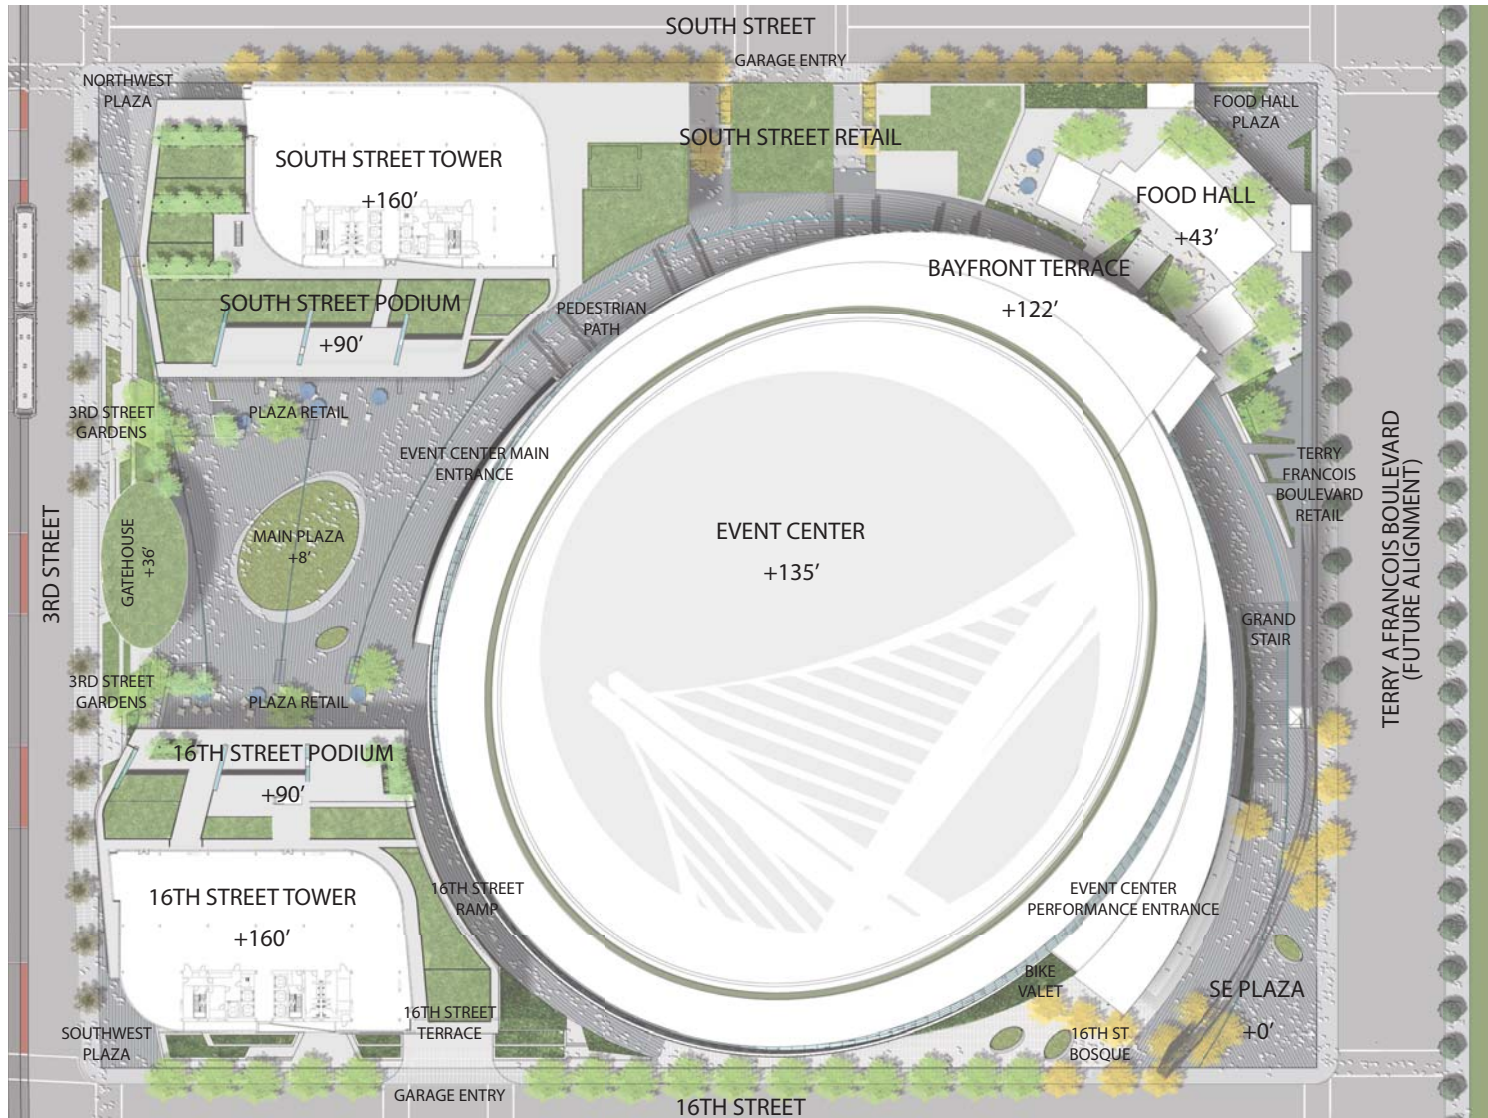 SOUTH STREET
GARAGE ENTRY
NORTHWEST
PLAZA
FOOD HALL
PLAZA
SOUTH STREET RETAIL
SOUTH STREET TOWER
+160’
FOOD HALL
+43’
BAYFRONT TERRACE
+122’
SOUTH STREET PODIUM
+90’
PEDESTRIAN
PATH
3RD STREET
GARDENS
PLAZA RETAIL
EVENT CENTER MAIN
ENTRANCE
TERRY
FRANCOIS
BOULEVARD
RETAIL
TERRY A FRANCOIS BOULEVARD
(FUTURE ALIGNMENT)
3RD STREET
GATEHOUSE
+36’
MAIN PLAZA
+8’
EVENT CENTER
+135’
GRAND
STAIR
3RD STREET
GARDENS
PLAZA RETAIL
16TH STREET PODIUM
+90’
16TH STREET TOWER
+160’
16TH STREET
RAMP
EVENT CENTER
PERFORMANCE ENTRANCE
BIKE
VALET
SE PLAZA
+0’
16TH STREET
TERRACE
SOUTHWEST
PLAZA
16TH ST
BOSQUE
GARAGE ENTRY
16TH STREET